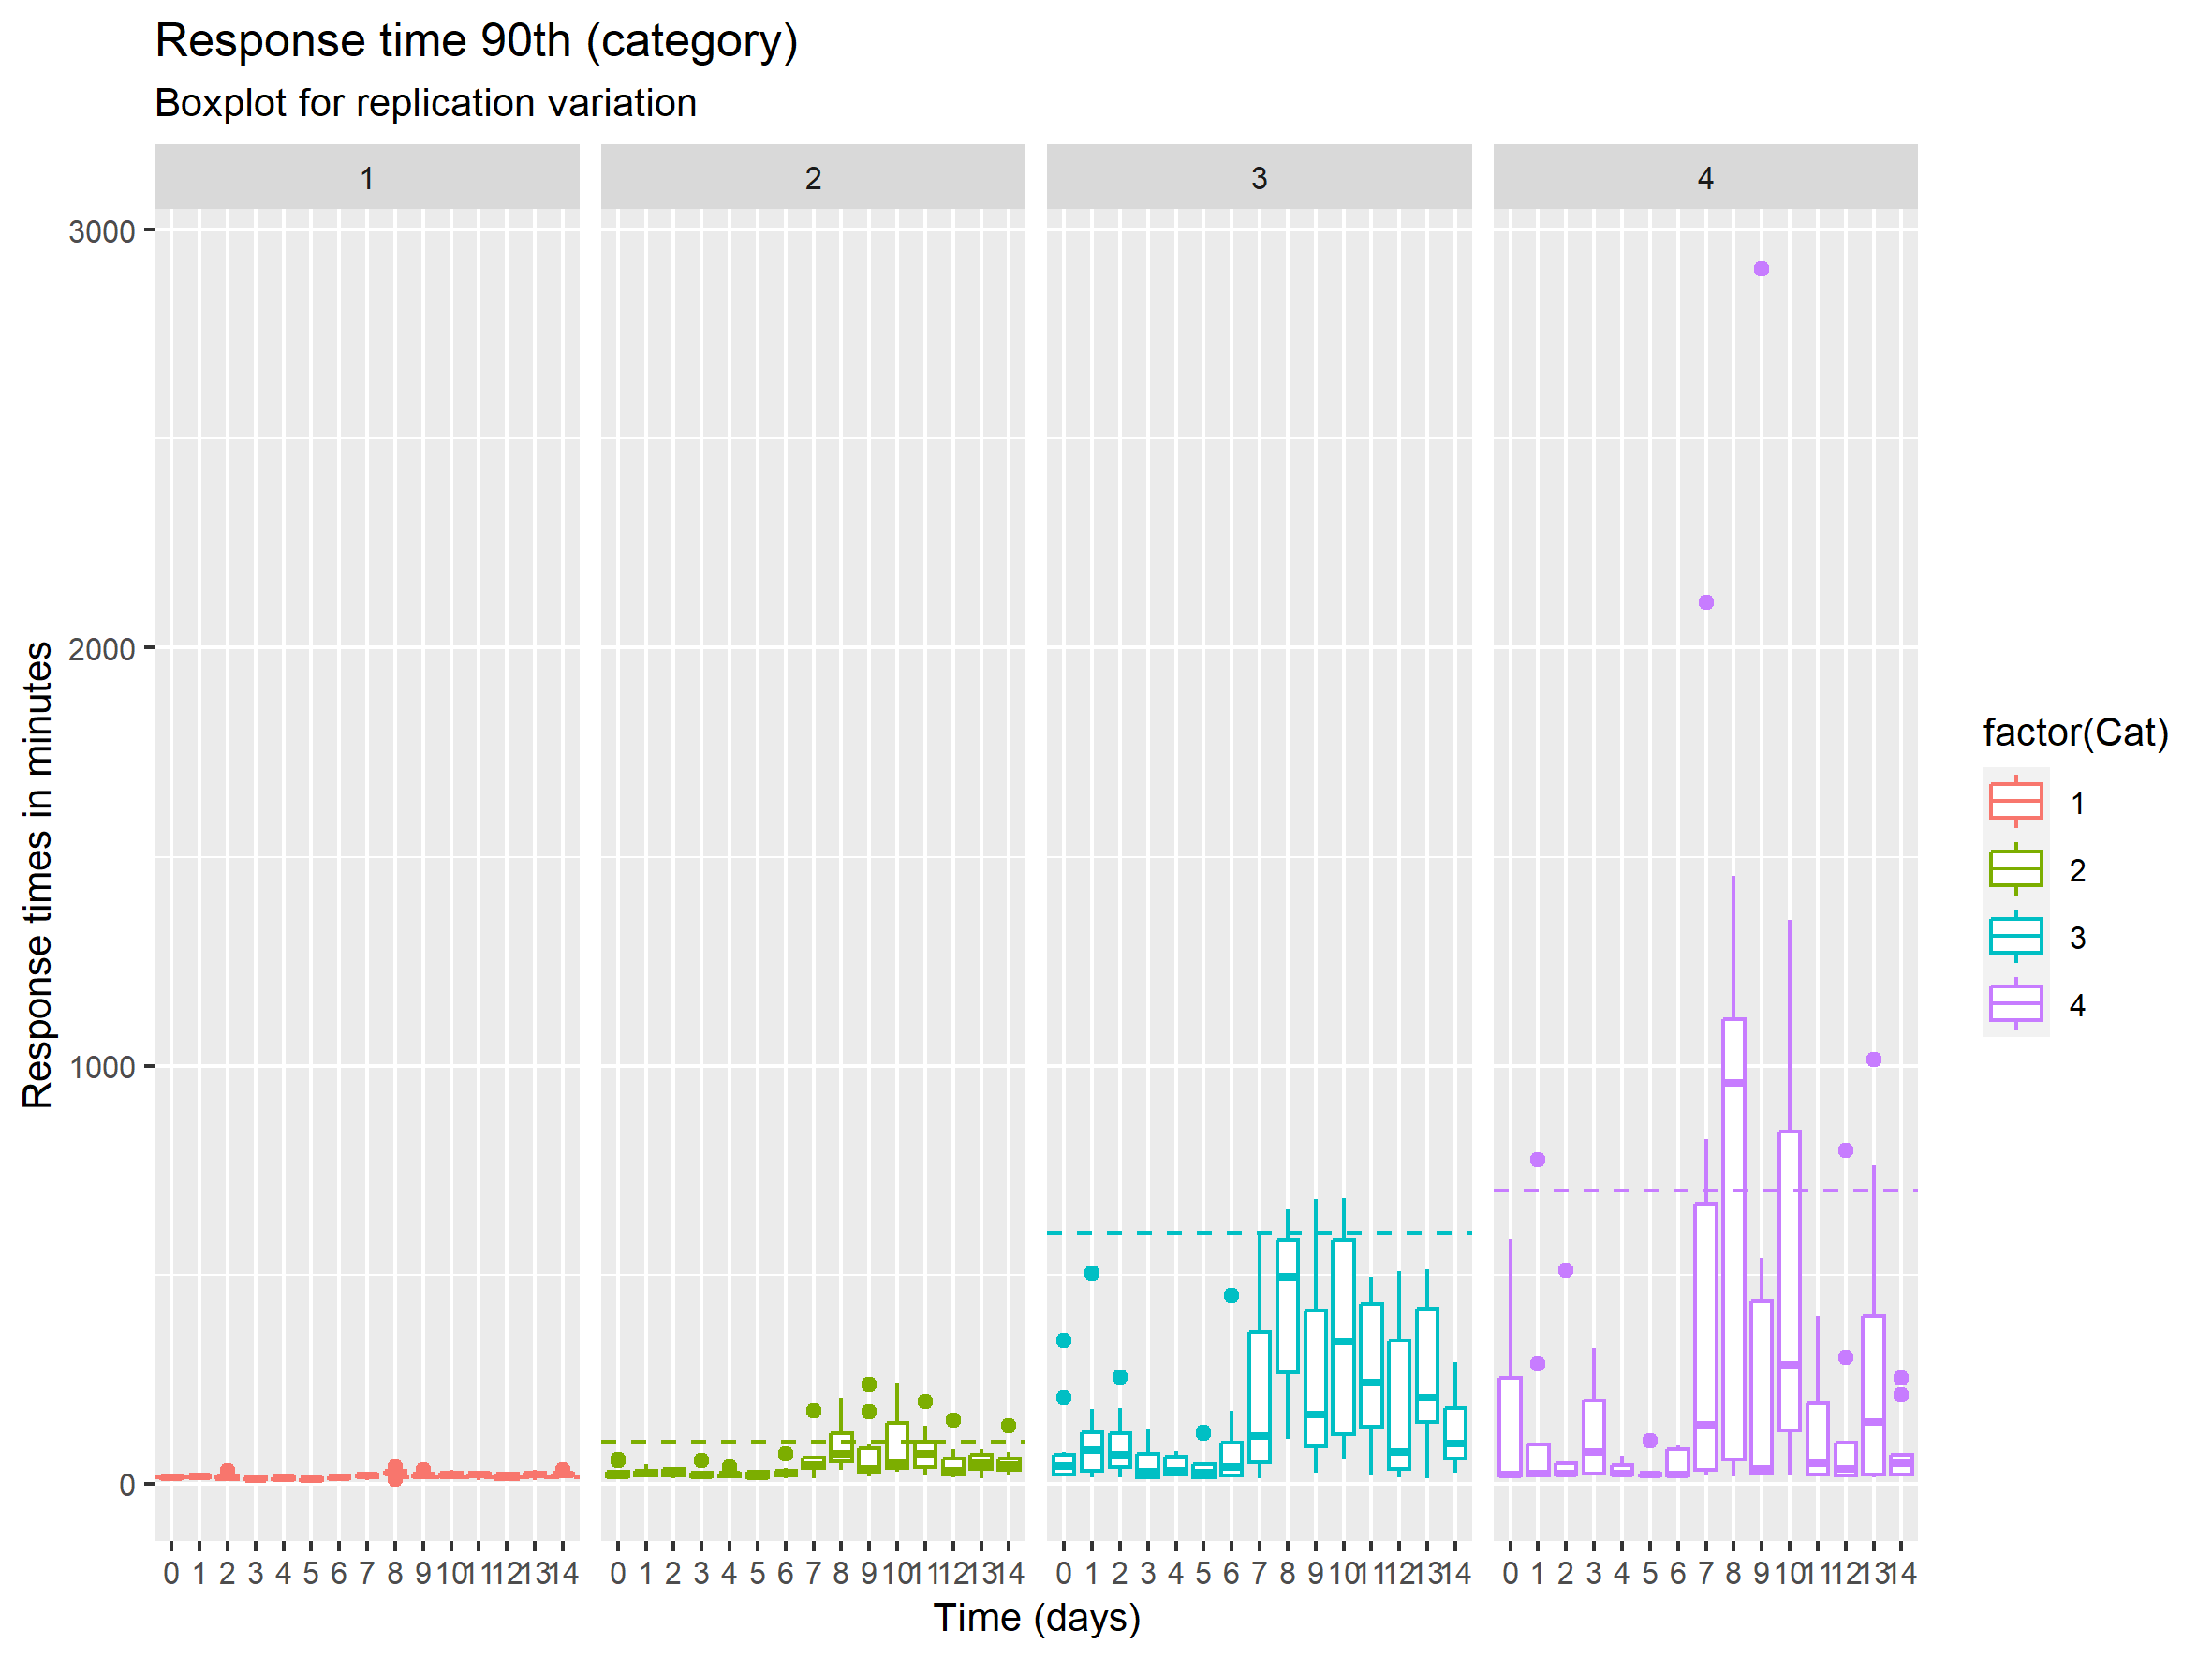 Response time 90th (category)
Boxplot for replication variation
1 2 3 4
3000
2000
1000
0
Response times in minutes
0 1 2 3 4 5 6 7 8 9 10 11 12 13 14 0 1 2 3 4 5 6 7 8 9 10 11 12 13 14 0 1 2 3 4 5 6 7 8 9 10 11 12 13 14 0 1 2 3 4 5 6 7 8 9 10 11 12 13 14
Time (days)
factor(Cat)
1
2
3
4